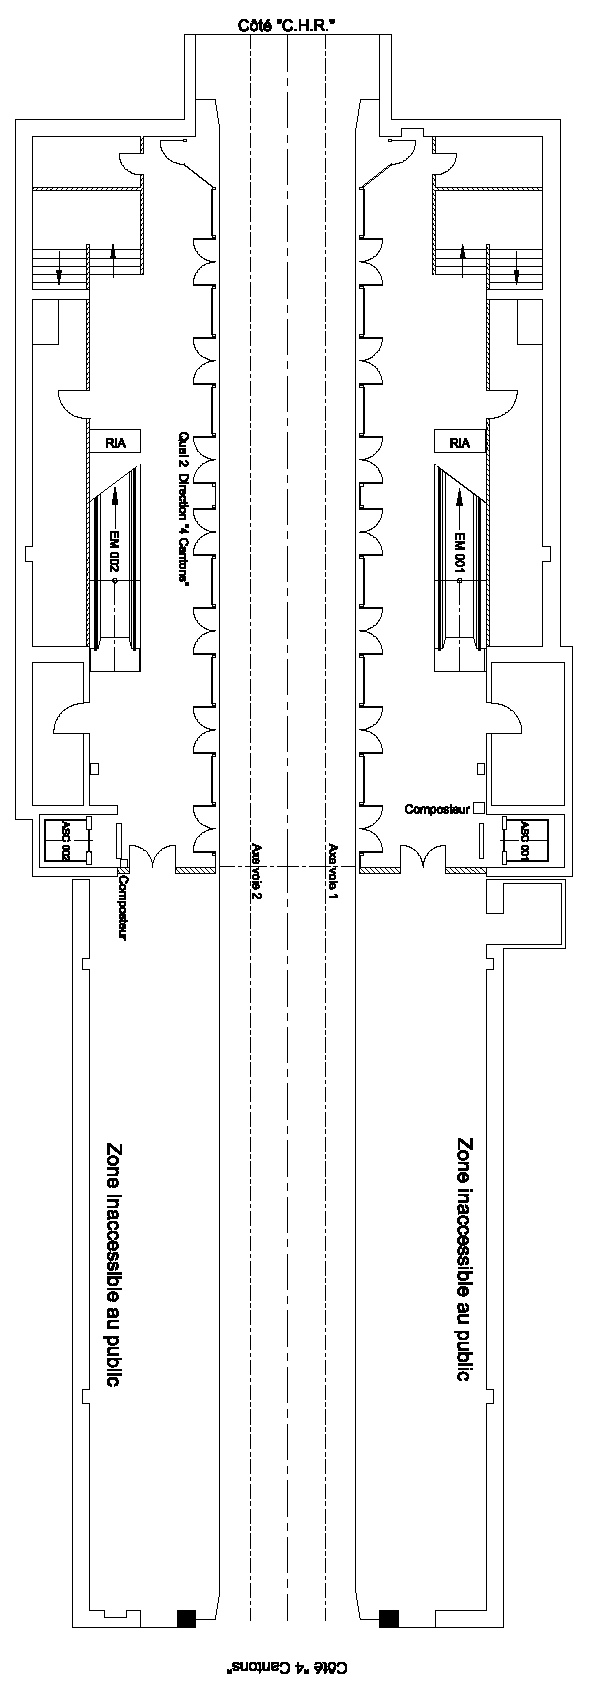 Côté "C.H.R."
RIA
RIA
Quai 2 Direction "4 Cantons"
EM 002
EM 001
Composteur
ASC 002
ASC 001
Axe voie 2
Axe voie 1
Composteur
Zone inaccessible au public
Zone inaccessible au public
Côté "4 Cantons"